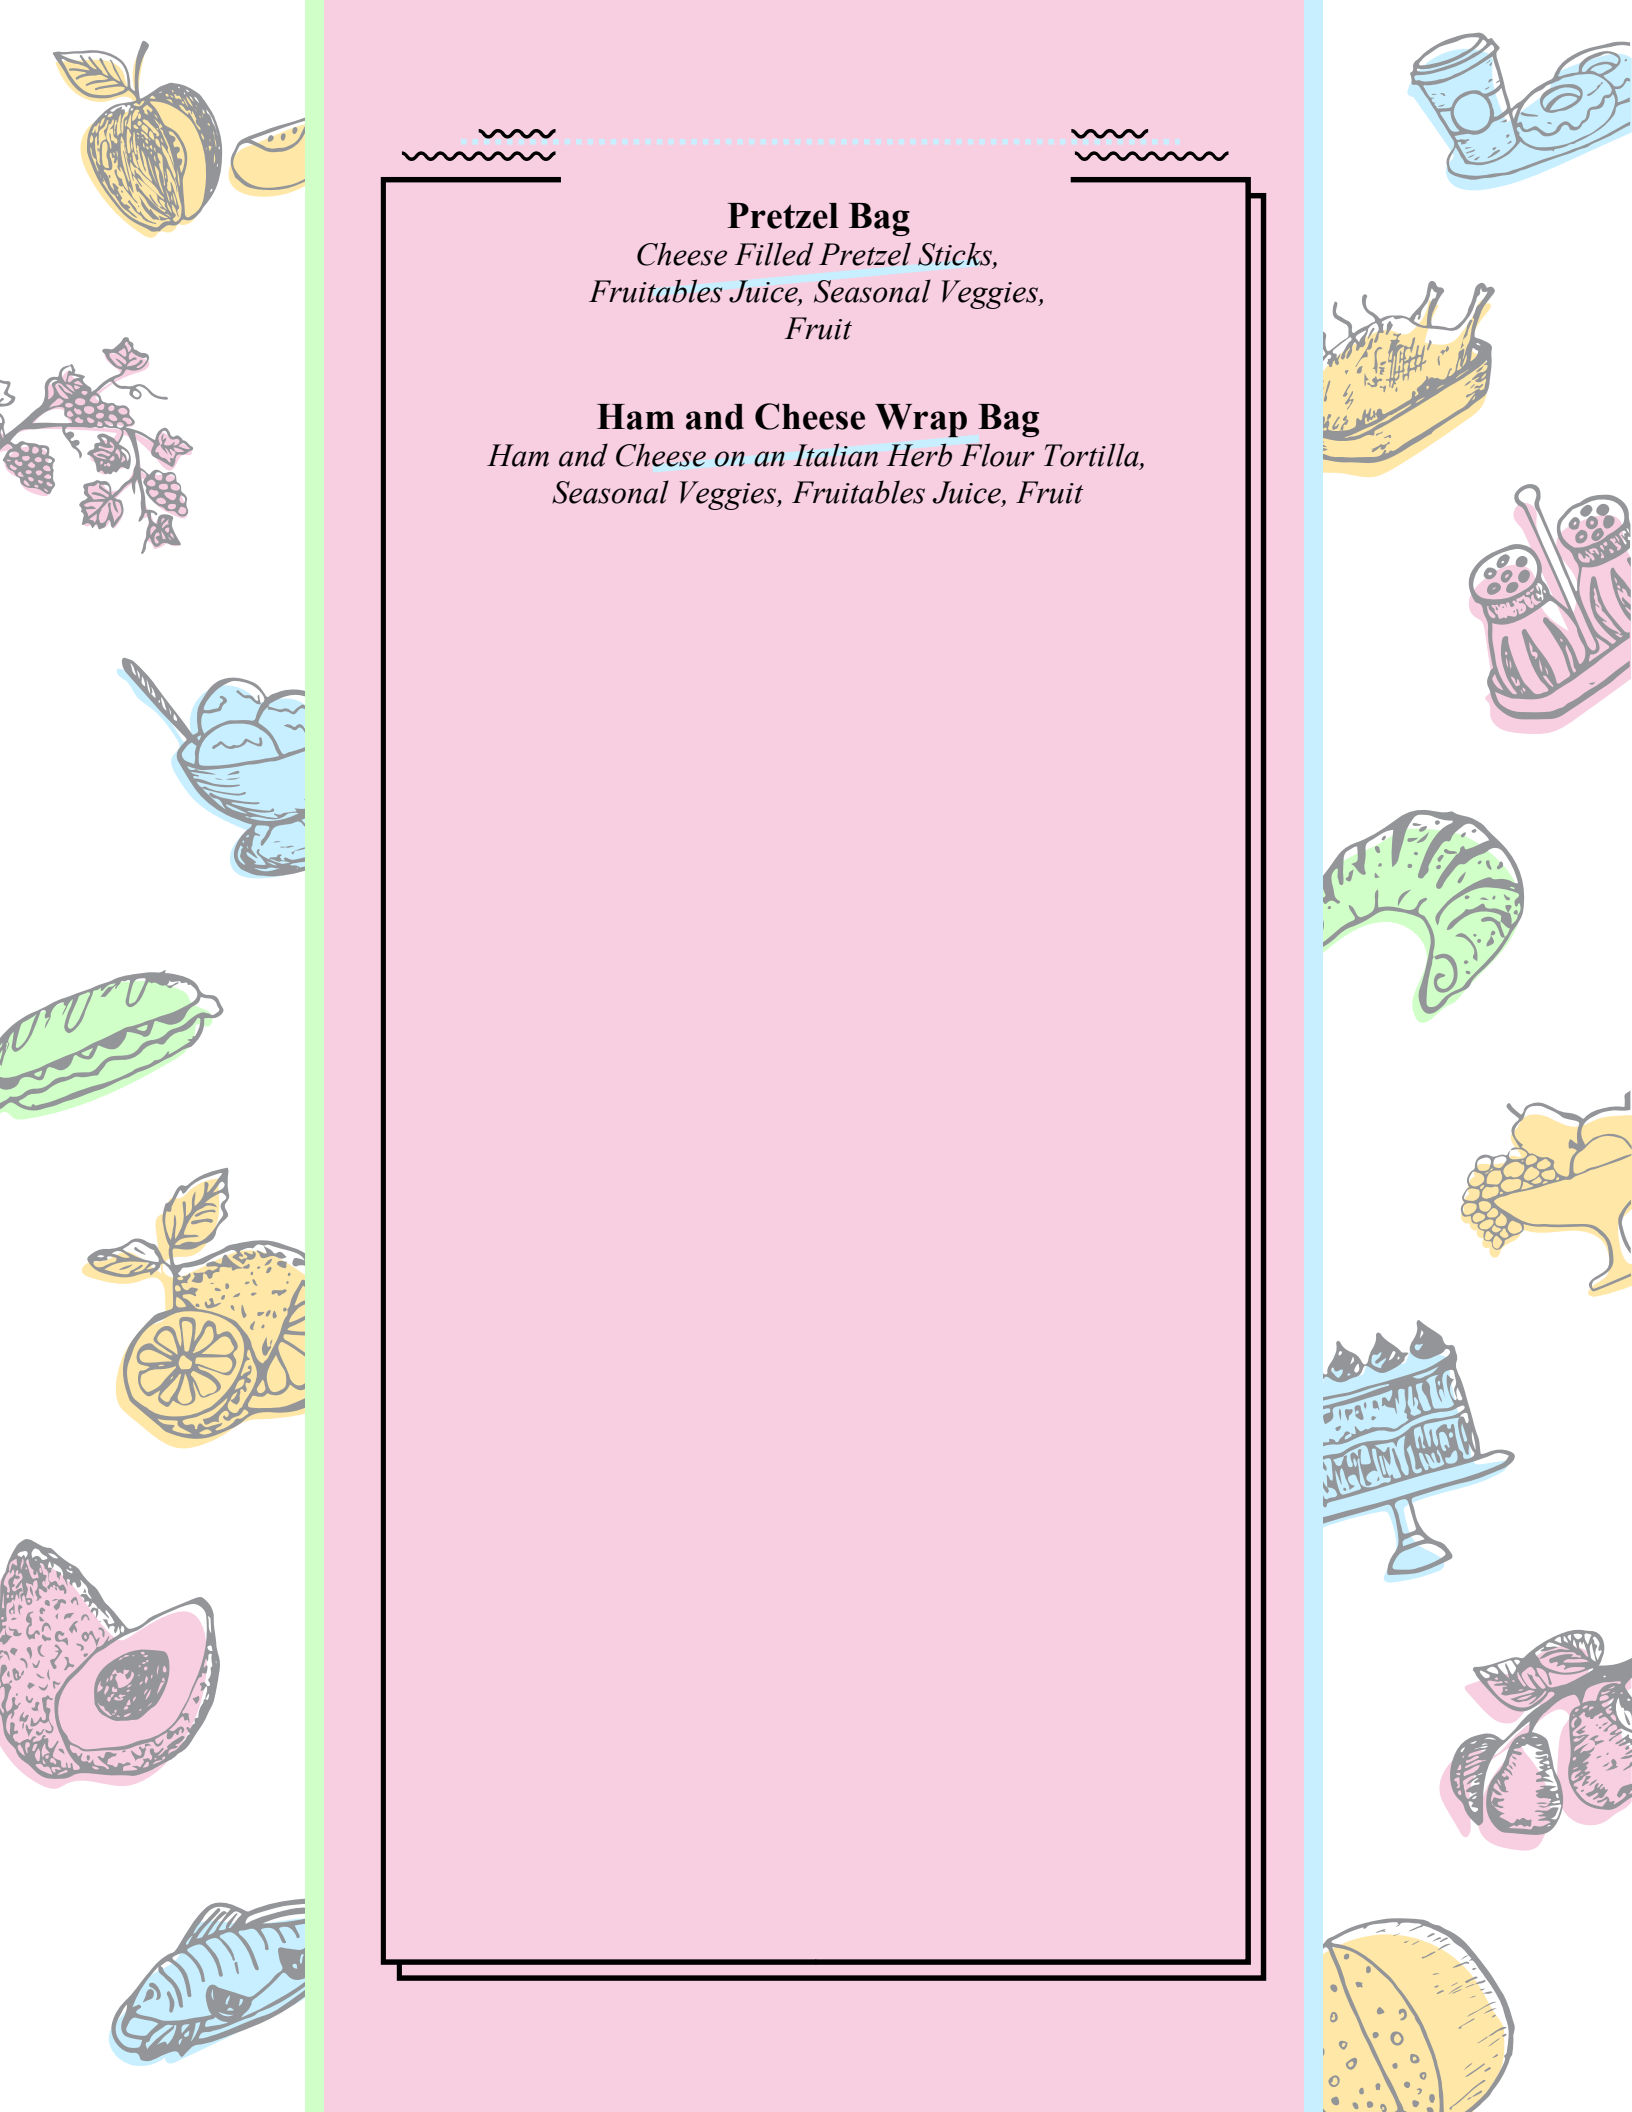 Pretzel Bag
Cheese Filled Pretzel Sticks,
Fruitables Juice, Seasonal Veggies,
Fruit
Ham and Cheese Wrap Bag
Ham and Cheese on an Italian Herb Flour Tortilla,
Seasonal Veggies, Fruitables Juice, Fruit